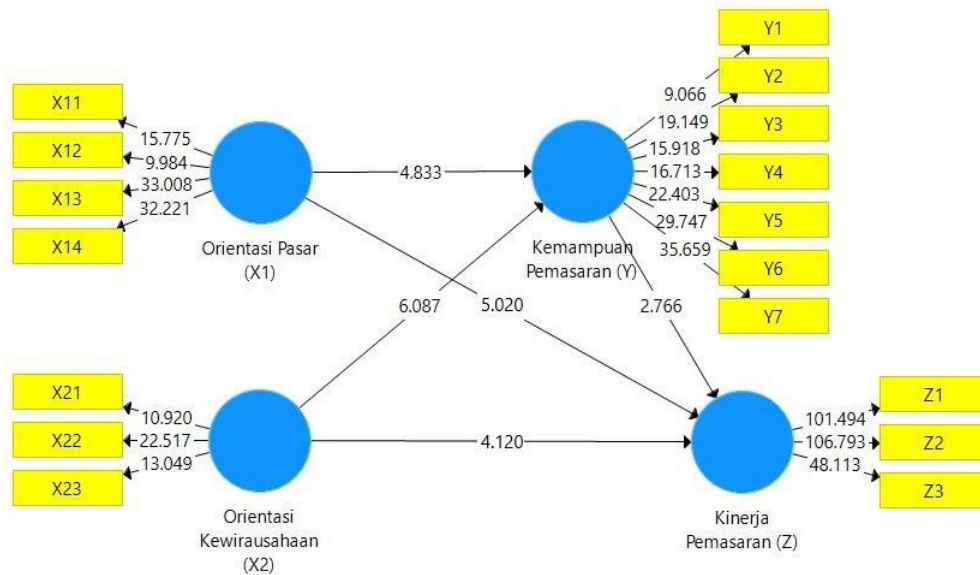 X11
X12
X13
X14
15.775
9.984
33.008
32.221
Orientasi Pasar
(X1)
4.833
6.087
5.020
Kemampuan
Pemasaran (Y)
Y1
Y2
Y3
Y4
Y5
Y6
Y7
9.066
19.149
15.918
16.713
22.403
29.747
35.659
2.766
X21
X22
X23
10.920
22.517
13.049
Orientasi
Kewirausahaan
(X2)
4.120
Kinerja
Pemasaran (Z)
101.494
106.793
48.113
Z1
Z2
Z3